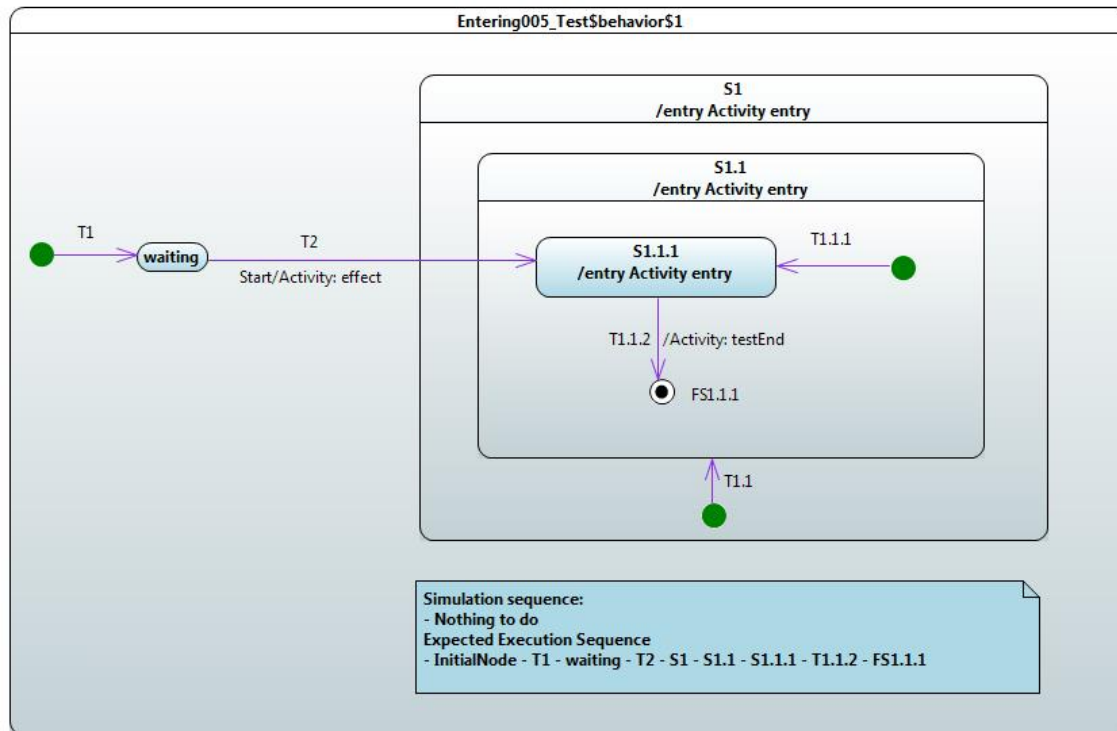 Entering005_Test$behavior$1
S1
/entry Activity entry
S1.1
/entry Activity entry
T1
waiting
T2
Start/Activity: effect
S1.1.1
/entry Activity entry
T1.1.1
T1.1.2 /Activity: testEnd
FS1.1.1
T1.1
Simulation sequence:
- Nothing to do
Expected Execution Sequence
- InitialNode - T1 - waiting - T2 - S1 - S1.1 - S1.1.1 - T1.1.2 - FS1.1.1